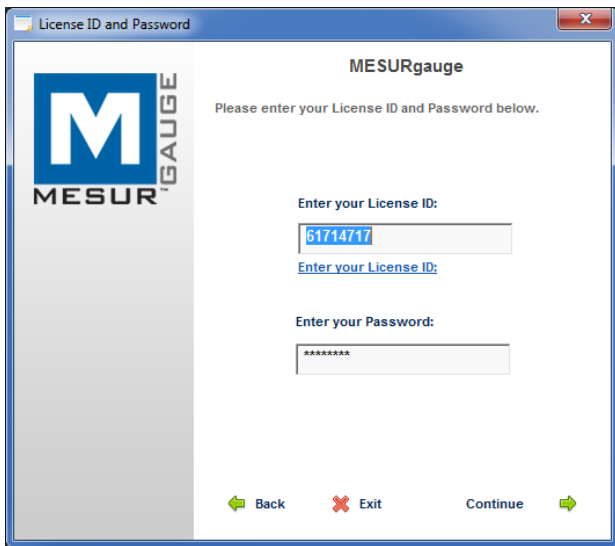 License ID and Password
M
GAUGE
MESUR™
MESURgauge
Please enter your License ID and Password below.
Enter your License ID:
61714717
Enter your License ID:
Enter your Password:
********
Back
Exit
Continue